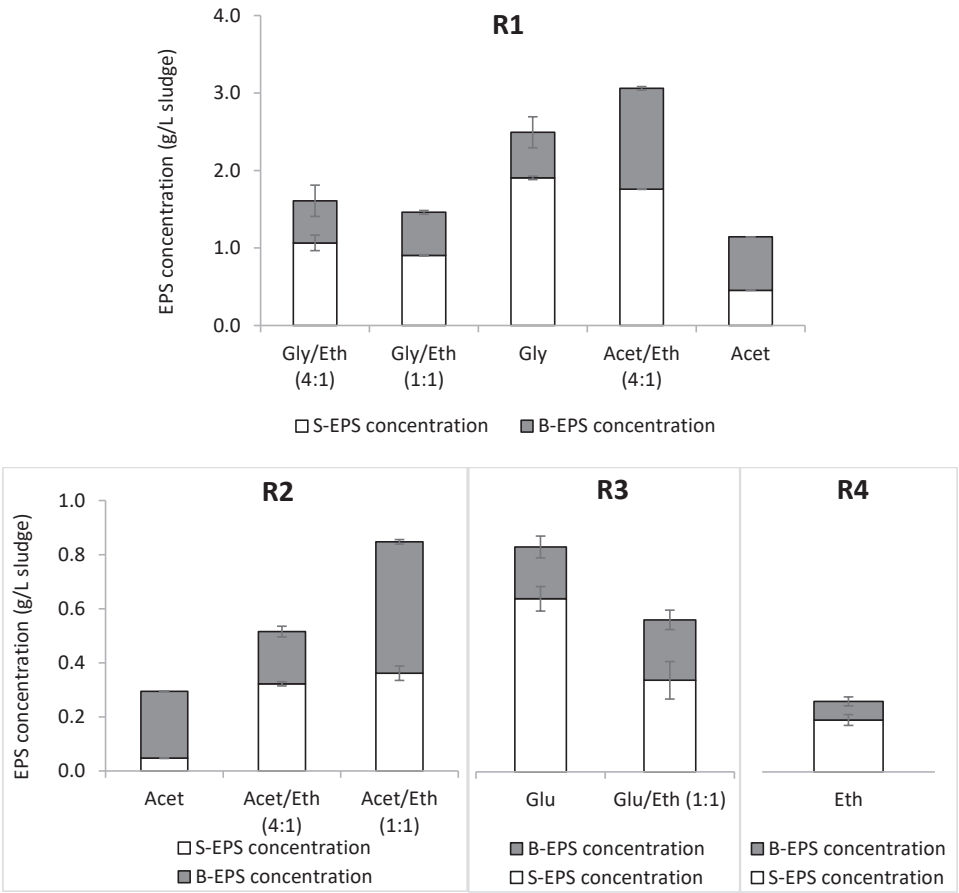 R1
EPS concentration (g/L sludge)
4.0
3.0
2.0
1.0
0.0
Gly/Eth
(4:1)
Gly/Eth
(1:1)
Gly
Acet/Eth
(4:1)
Acet
S-EPS concentration
B-EPS concentration
R2
EPS concentration (g/L sludge)
1.0
0.8
0.6
0.4
0.2
0.0
Acet
Acet/Eth
(4:1)
Acet/Eth
(1:1)
S-EPS concentration
B-EPS concentration
R3
Glu
Glu/Eth (1:1)
B-EPS concentration
S-EPS concentration
R4
Eth
B-EPS concentration
S-EPS concentration